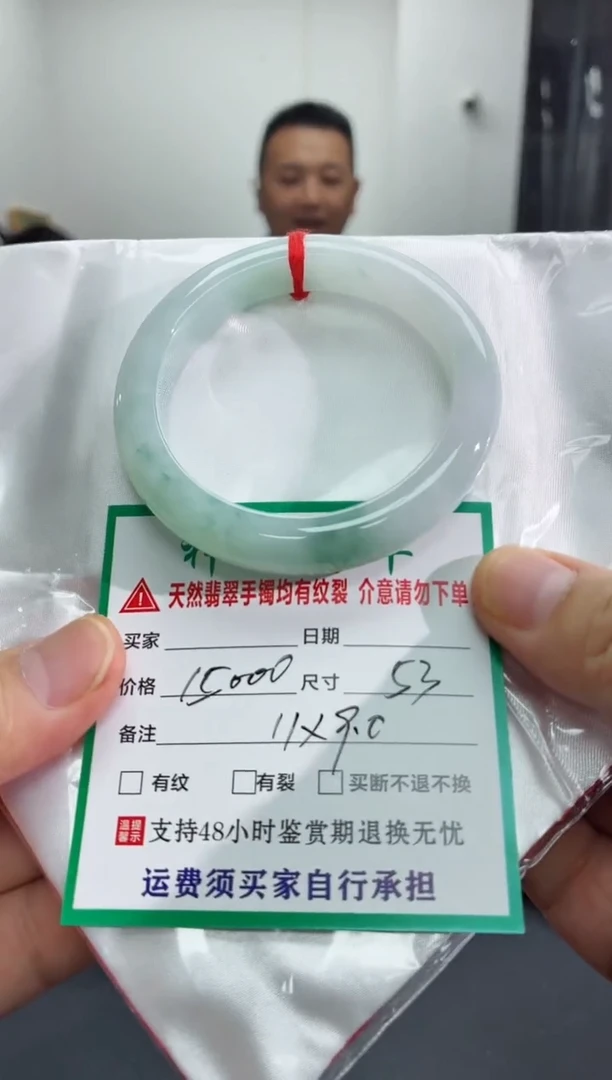 天然翡翠手镯均有纹裂 介意请勿下单
买家 日期
价格 15000 尺寸 53
备注 11X9.0
有纹 有裂 买断不退不换
温馨提示 支持48小时鉴赏期退换无忧
运费须买家自行承担